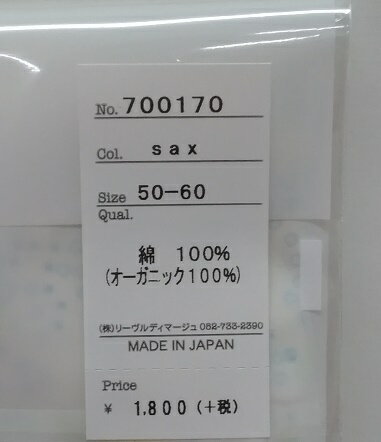 No. 700170
Col. sax
Size 50-60
Qual.
綿 100%
(オーガニック100%)
(株)リーヴルディマージュ 052-733-2390
MADE IN JAPAN
Price
¥ 1,800 (+税)